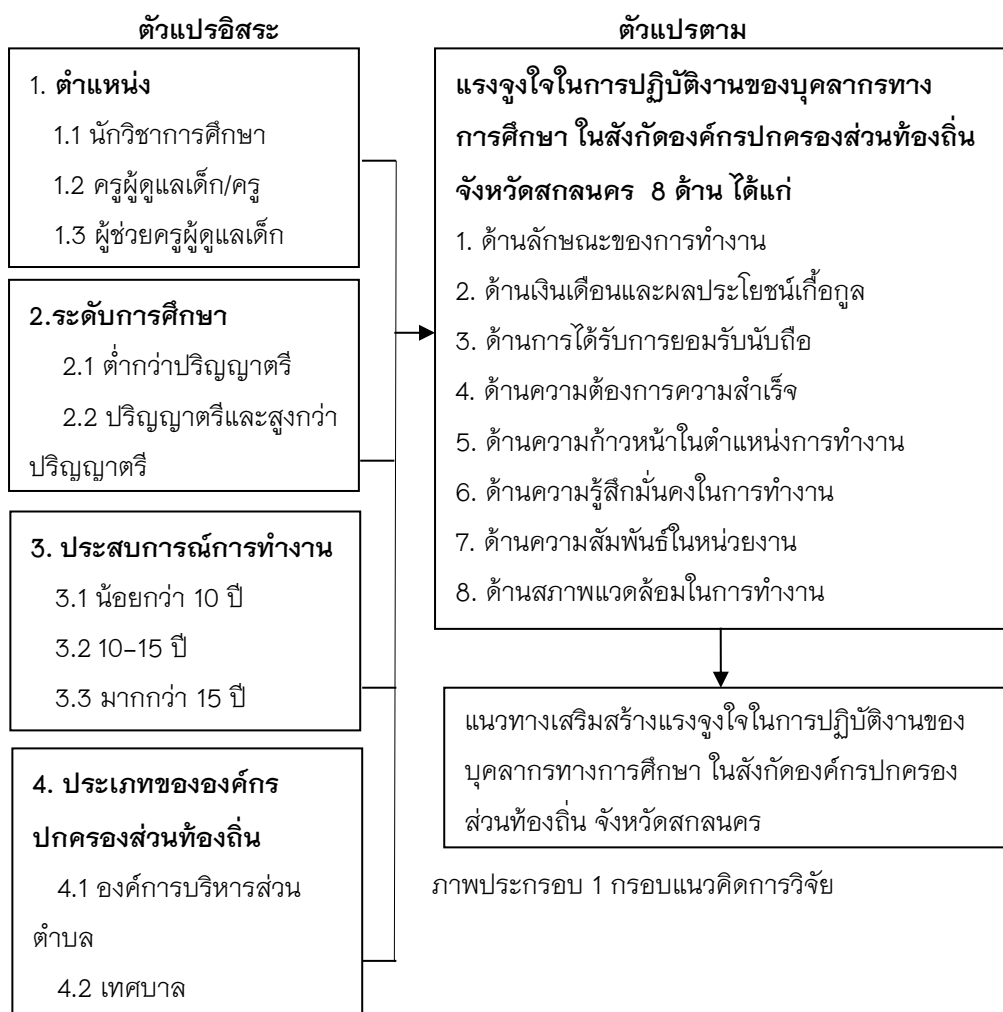 ตัวแปรอิสระ
1. ตำแหน่ง
1.1 นักวิชาการศึกษา
1.2 ครูผู้ดูแลเด็ก/ครู
1.3 ผู้ช่วยครูผู้ดูแลเด็ก
2.ระดับการศึกษา
2.1 ต่ำกว่าปริญญาตรี
2.2 ปริญญาตรีและสูงกว่า
ปริญญาตรี
3. ประสบการณ์การทำงาน
3.1 น้อยกว่า 10 ปี
3.2 10–15 ปี
3.3 มากกว่า 15 ปี
4. ประเภทขององค์กร
ปกครองส่วนท้องถิ่น
4.1 องค์การบริหารส่วน
ตำบล
4.2 เทศบาล
ตัวแปรตาม
แรงจูงใจในการปฏิบัติงานของบุคลากรทาง
การศึกษา ในสังกัดองค์กรปกครองส่วนท้องถิ่น
จังหวัดสกลนคร 8 ด้าน ได้แก่
1. ด้านลักษณะของการทำงาน
2. ด้านเงินเดือนและผลประโยชน์เกื้อกูล
3. ด้านการได้รับการยอมรับนับถือ
4. ด้านความต้องการความสำเร็จ
5. ด้านความก้าวหน้าในตำแหน่งการทำงาน
6. ด้านความรู้สึกมั่นคงในการทำงาน
7. ด้านความสัมพันธ์ในหน่วยงาน
8. ด้านสภาพแวดล้อมในการทำงาน
แนวทางเสริมสร้างแรงจูงใจในการปฏิบัติงานของ
บุคลากรทางการศึกษา ในสังกัดองค์กรปกครอง
ส่วนท้องถิ่น จังหวัดสกลนคร
ภาพประกรอบ 1 กรอบแนวคิดการวิจัย